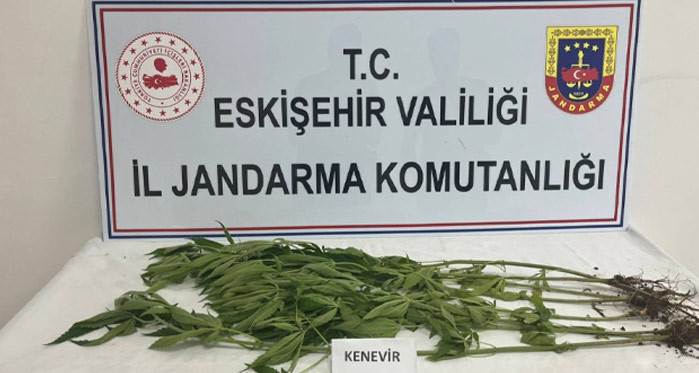 T.C.
ESKİŞEHİR VALİLİĞİ
İL JANDARMA KOMUTANLIĞI
JANDARMA
KENEVİR